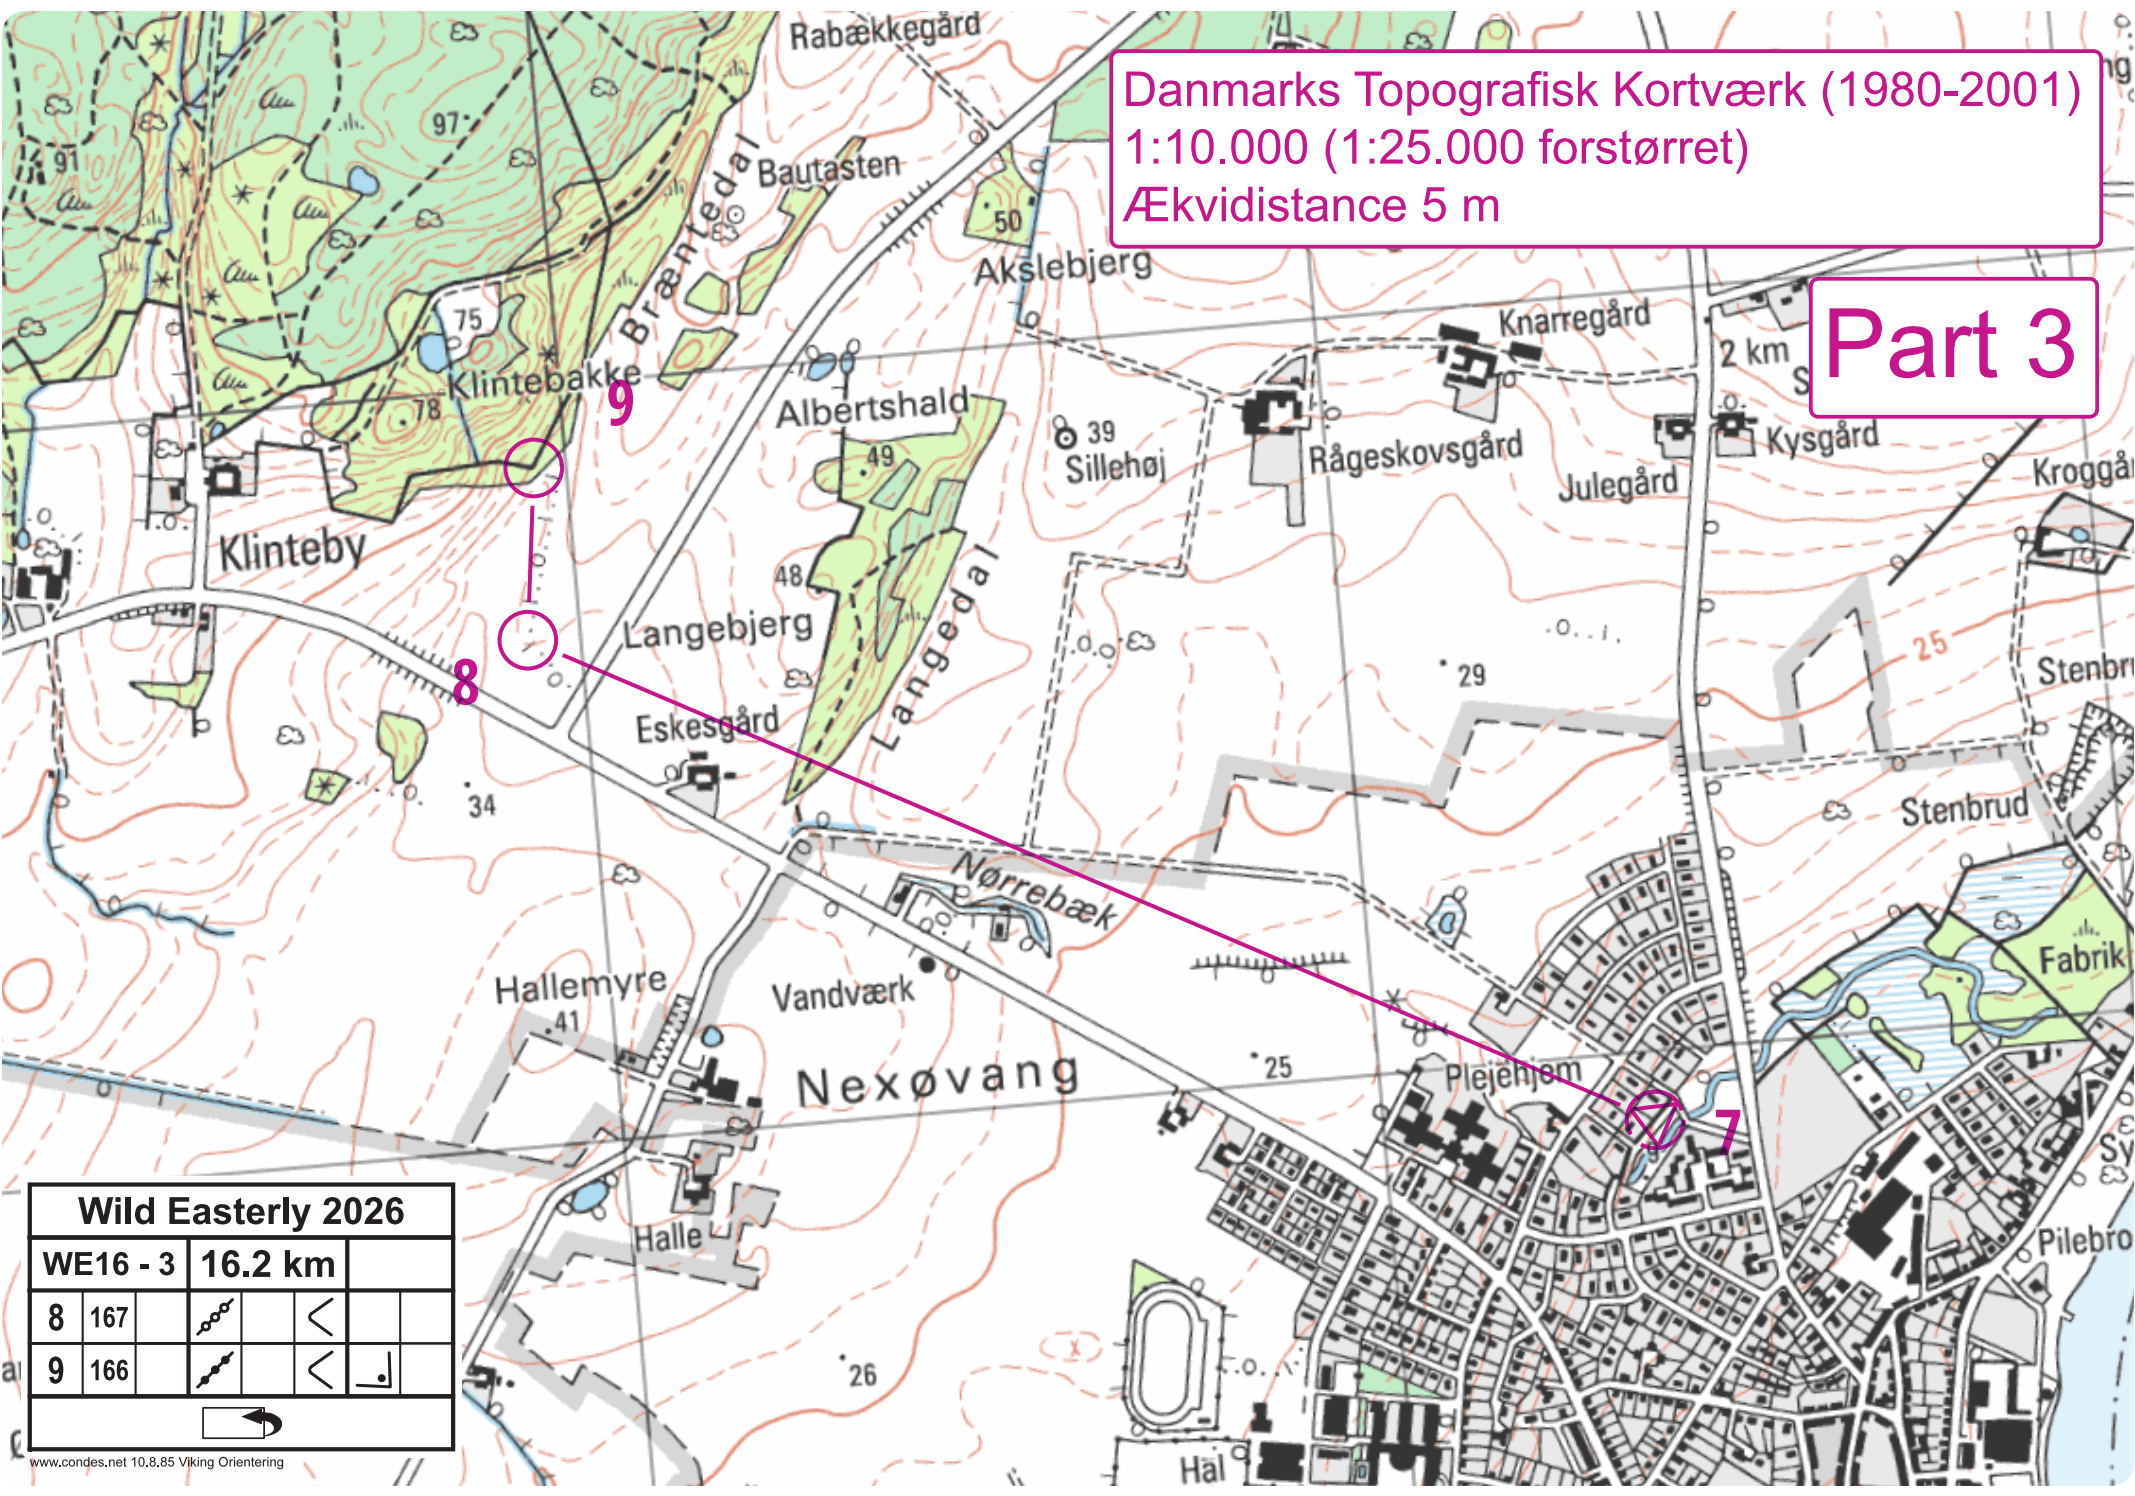 Rabækkegård
Danmarks Topografisk Kortværk (1980-2001)
1:10.000 (1:25.000 forstørret)
Ækvidistance 5 m
Part 3
97
91
Bautasten
Bræntedal
50
Akslebjerg
75
Klintebakke
78
9
Knarregård
2 km
Albertshald
49
39
Sillehøj
Rågeskovsgård
Julegård
Kysgård
Kroggår
Klinteby
48
Langebjerg
Langedal
8
29
25
Stenbr
Eskesgård
34
Stenbrud
Nørrebæk
Fabrik
Hallemyre
41
Vandværk
Nexøvang
25
Plejehjem
7
Sy
Halle
Pilebro
26
Hal
Wild Easterly 2026
WE16 - 3 16.2 km
8 167
9 166
www.condes.net 10.8.85 Viking Orientering